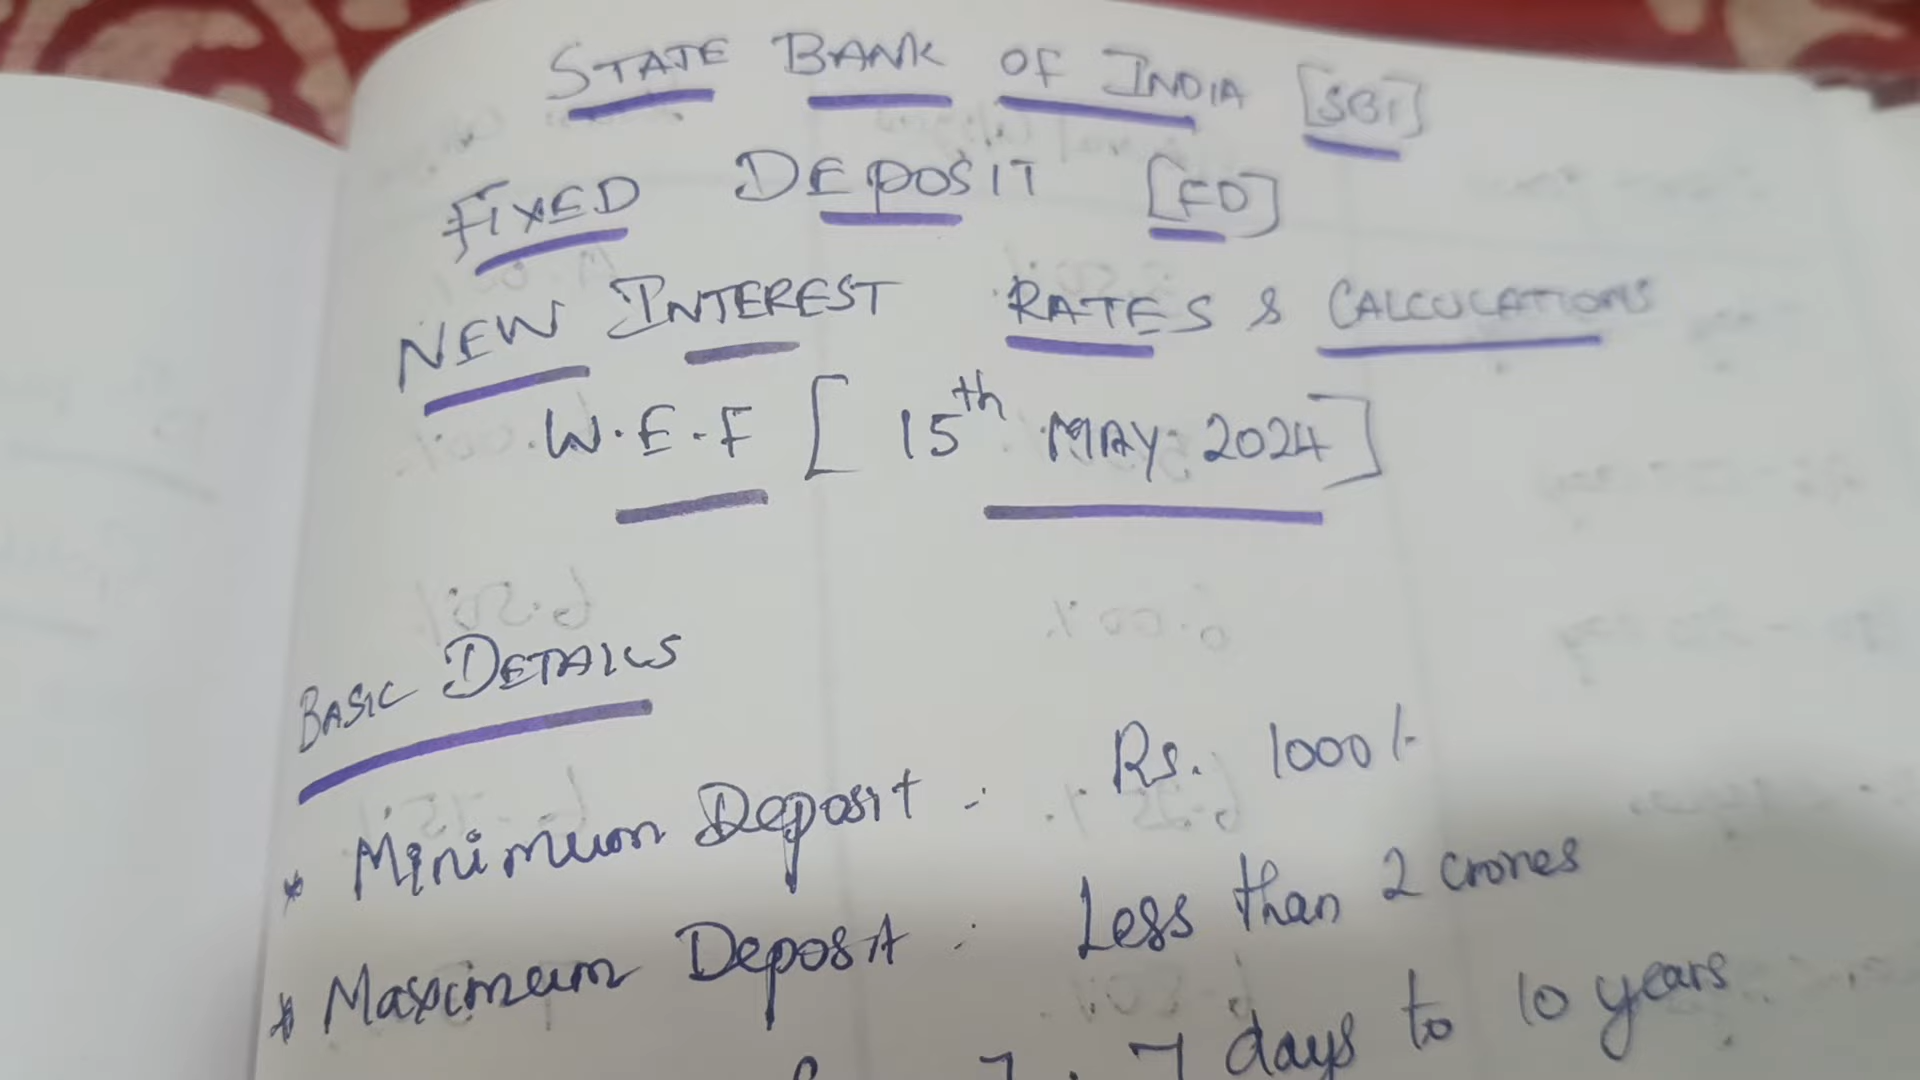 STATE BANK OF INDIA [SBI]
FIXED DEPOSIT [FD]
NEW INTEREST RATES & CALCULATIONS
W.E.F [15th MAY 2024]
BASIC DETAILS
* Minimum Deposit : Rs. 1000/-
* Maximum Deposit : Less than 2 crores
7 days to 10 years